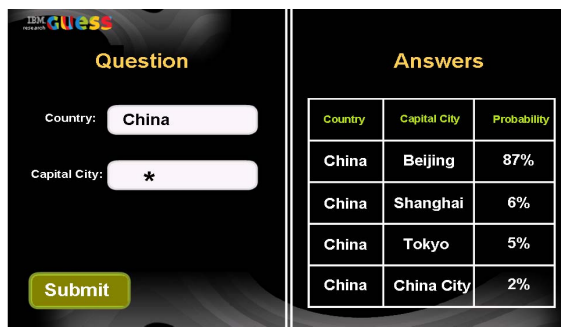 IBM research GUESS
Question
Country: China
Capital City: *
Submit
Answers
Country Capital City Probability
China Beijing 87%
China Shanghai 6%
China Tokyo 5%
China China City 2%